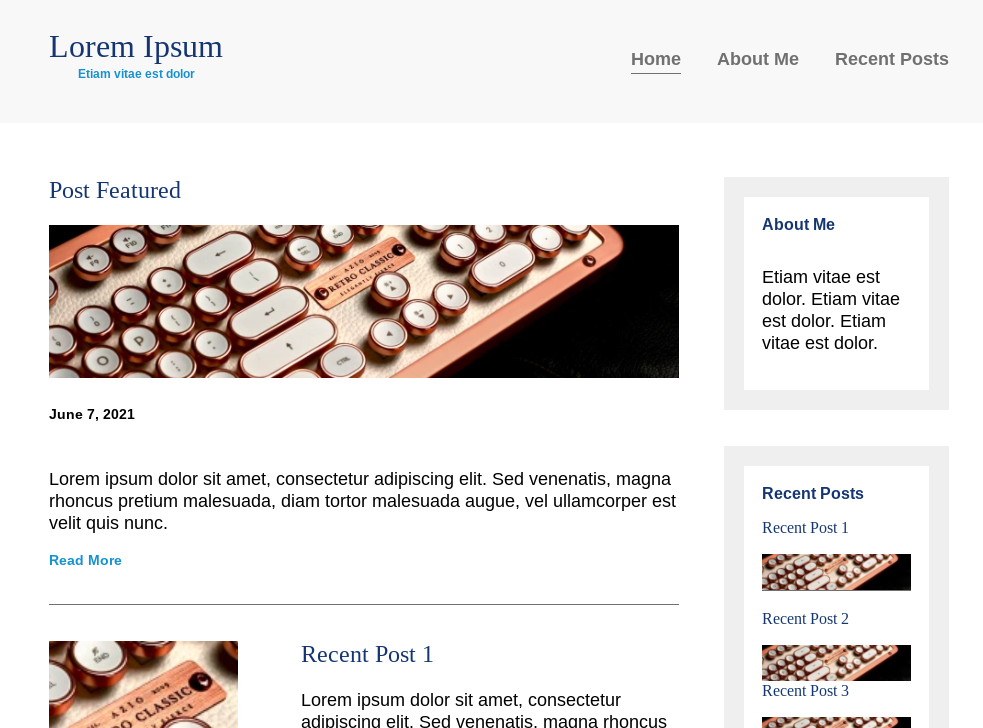 Lorem Ipsum
Etiam vitae est dolor
Home
About Me
Recent Posts
Post Featured
RETRO CLASSIC
June 7, 2021
Lorem ipsum dolor sit amet, consectetur adipiscing elit. Sed venenatis, magna
rhoncus pretium malesuada, diam tortor malesuada augue, vel ullamcorper est
velit quis nunc.
Read More
Recent Post 1
Lorem ipsum dolor sit amet, consectetur
adipiscing elit. Sed venenatis, magna rhoncus
About Me
Etiam vitae est
dolor. Etiam vitae
est dolor. Etiam
vitae est dolor.
Recent Posts
Recent Post 1
Recent Post 2
Recent Post 3